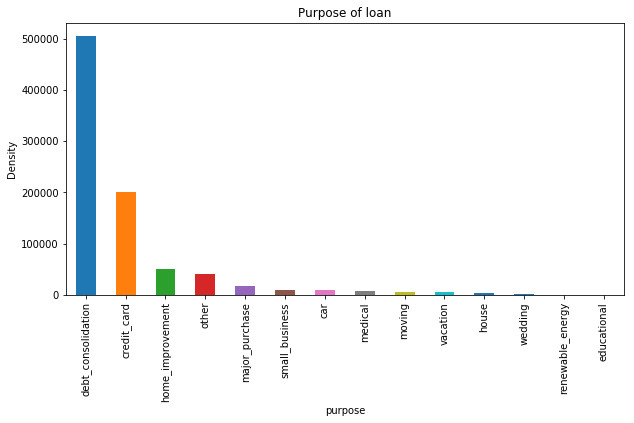 Purpose of loan
500000
400000
300000
200000
100000
0
Density
debt_consolidation
credit_card
home_improvement
other
major_purchase
small_business
car
medical
moving
vacation
house
wedding
renewable_energy
educational
purpose